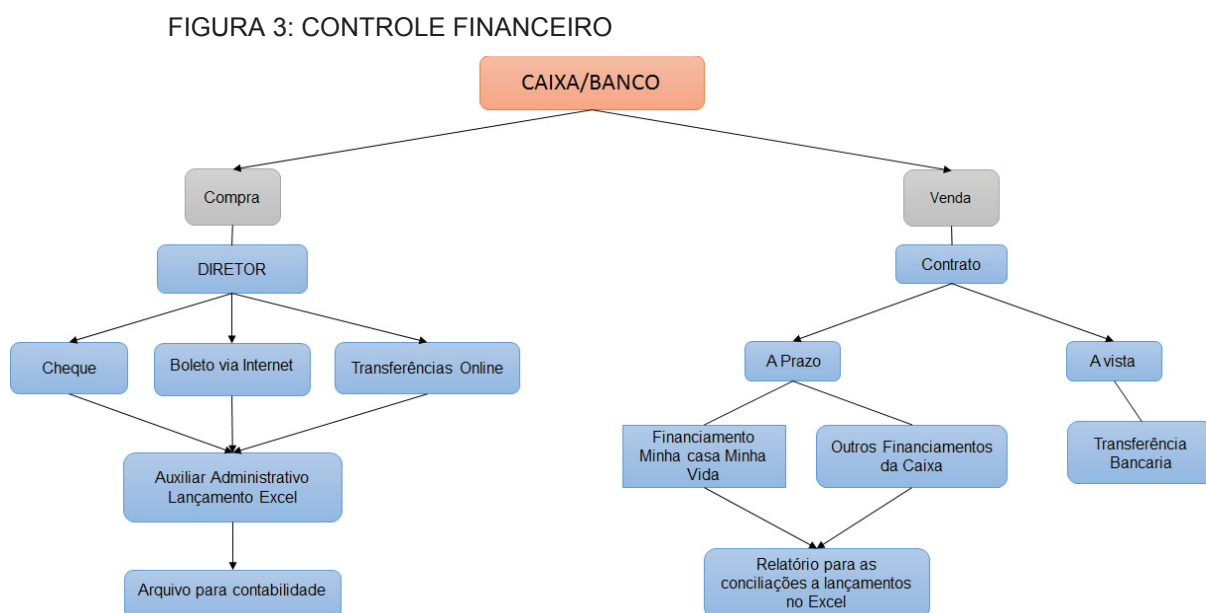 FIGURA 3: CONTROLE FINANCEIRO
CAIXA/BANCO
Compra
Venda
DIRETOR
Contrato
Cheque
Boleto via Internet
Transferências Online
A Prazo
A vista
Financiamento
Minha casa Minha
Vida
Outros Financiamentos
da Caixa
Transferência
Bancaria
Auxiliar Administrativo
Lançamento Excel
Arquivo para contabilidade
Relatório para as
conciliações a lançamentos
no Excel